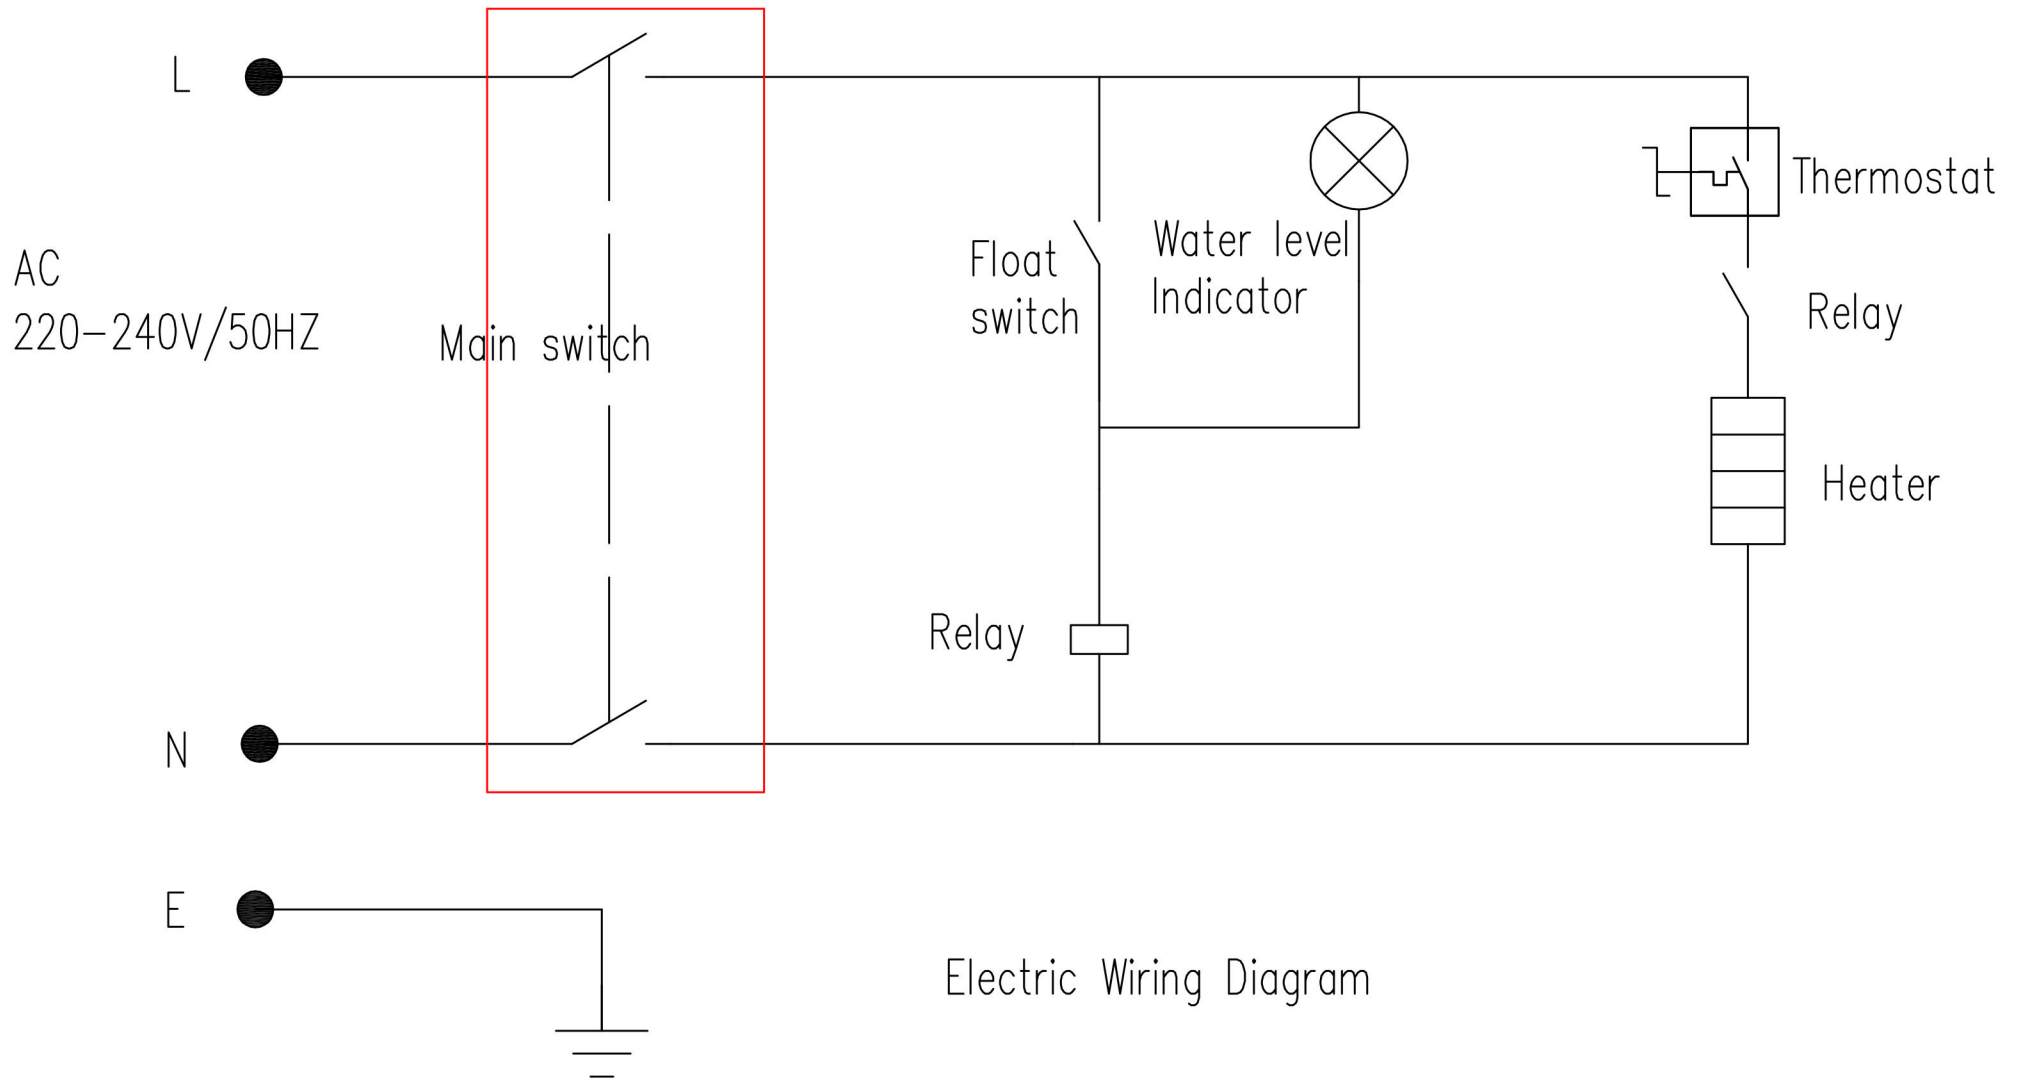 L
AC
220-240V/50HZ
Main switch
Float
switch
Water level
Indicator
Thermostat
Relay
Heater
Relay
N
E
Electric Wiring Diagram